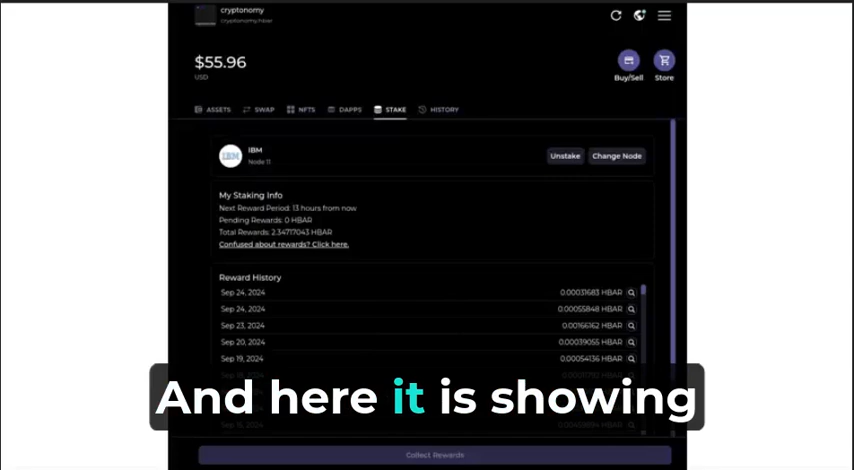 cryptonomy
cryptonomy.hbar
$55.96
USD
Buy/Sell
Store
ASSETS
SWAP
NFTS
DAPPS
STAKE
HISTORY
IBM
IBM
Node 11
Unstake
Change Node
My Staking Info
Next Reward Period: 13 hours from now
Pending Rewards: 0 HBAR
Total Rewards: 2.34717043 HBAR
Confused about rewards? Click here.
Reward History
Sep 24, 2024 0.00031683 HBAR
Sep 24, 2024 0.00055848 HBAR
Sep 23, 2024 0.00166162 HBAR
Sep 20, 2024 0.00039055 HBAR
Sep 19, 2024 0.00054136 HBAR
And here it is showing
Collect Rewards